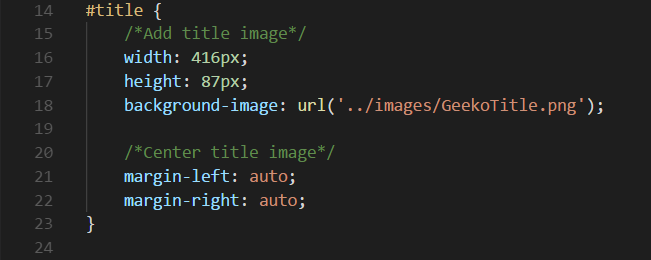 14 #title {
15     /*Add title image*/
16     width: 416px;
17     height: 87px;
18     background-image: url('../images/GeekoTitle.png');
19
20     /*Center title image*/
21     margin-left: auto;
22     margin-right: auto;
23 }
24